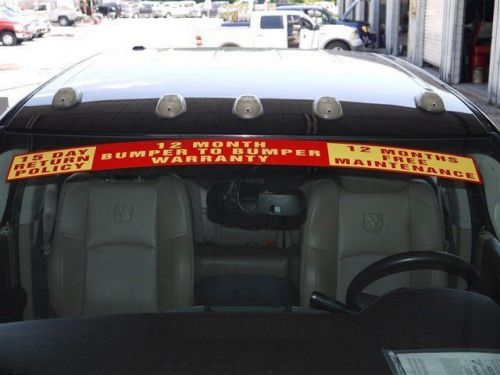 15 DAY
RETURN
POLICY
12 MONTH
BUMPER TO BUMPER
WARRANTY
12 MONTHS
FREE
MAINTENANCE